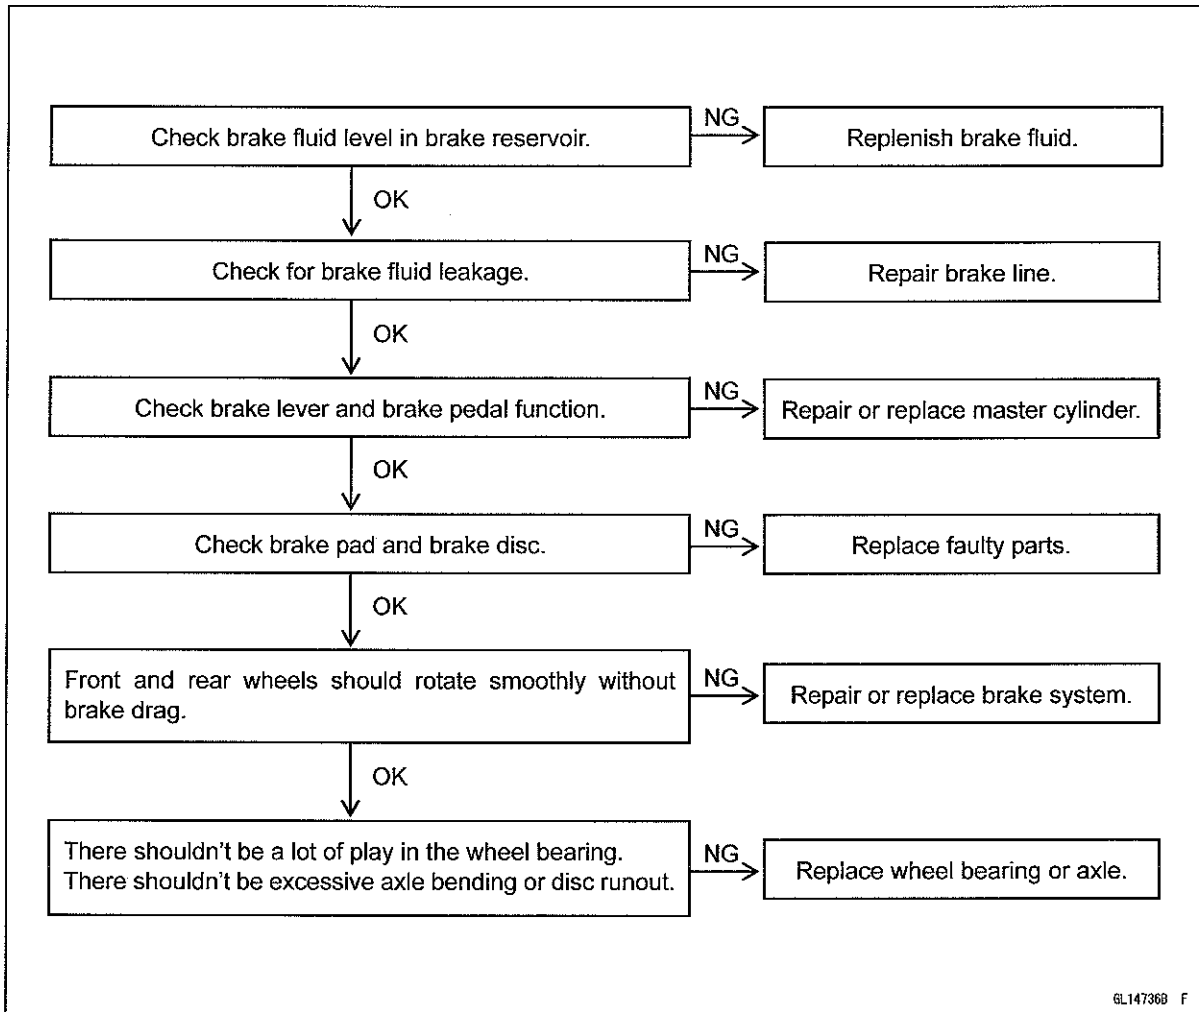 Check brake fluid level in brake reservoir.
NG
Replenish brake fluid.
OK
Check for brake fluid leakage.
NG
Repair brake line.
OK
Check brake lever and brake pedal function.
NG
Repair or replace master cylinder.
OK
Check brake pad and brake disc.
NG
Replace faulty parts.
OK
Front and rear wheels should rotate smoothly without
brake drag.
NG
Repair or replace brake system.
OK
There shouldn't be a lot of play in the wheel bearing.
There shouldn't be excessive axle bending or disc runout.
NG
Replace wheel bearing or axle.
GL14736B F